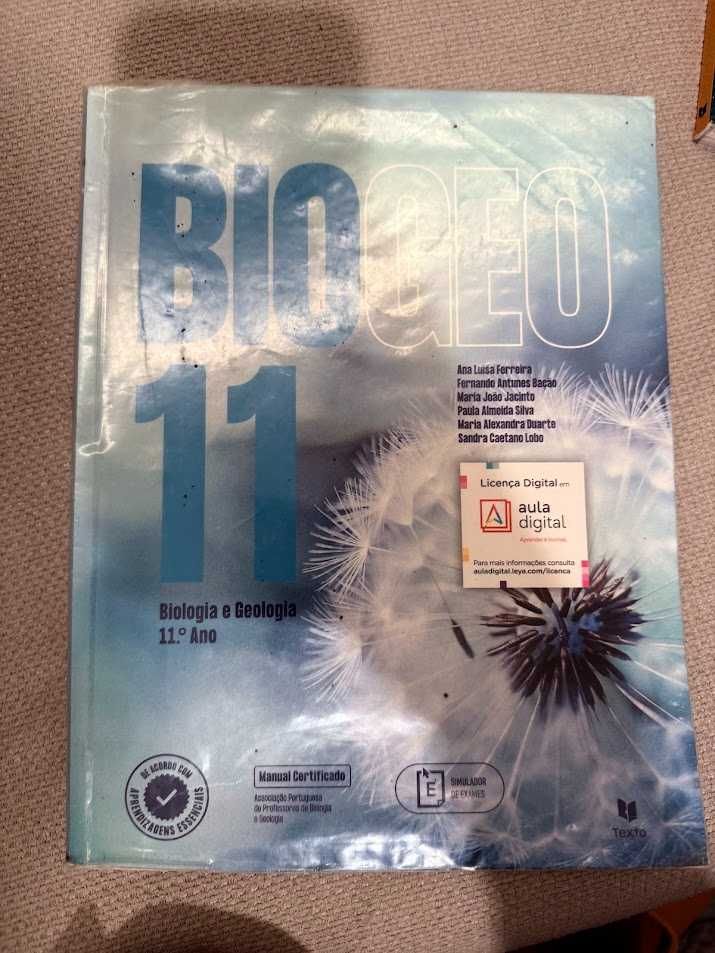 BIOGEO
11
Ana Luísa Ferreira
Fernando Antunes Bação
Maria João Jacinto
Paula Almeida Silva
Maria Alexandra Duarte
Sandra Caetano Lobo
Licença Digital em
aula
digital
Aprender é Incrível.
Para mais informações consulta
auladigital.leya.com/licenca
Biologia e Geologia
11.º Ano
DE ACORDO COM
APRENDIZAGENS ESSENCIAIS
Manual Certificado
Associação Portuguesa
de Professores de Biologia
e Geologia
E
SIMULADOR
DE EXAMES
Texto